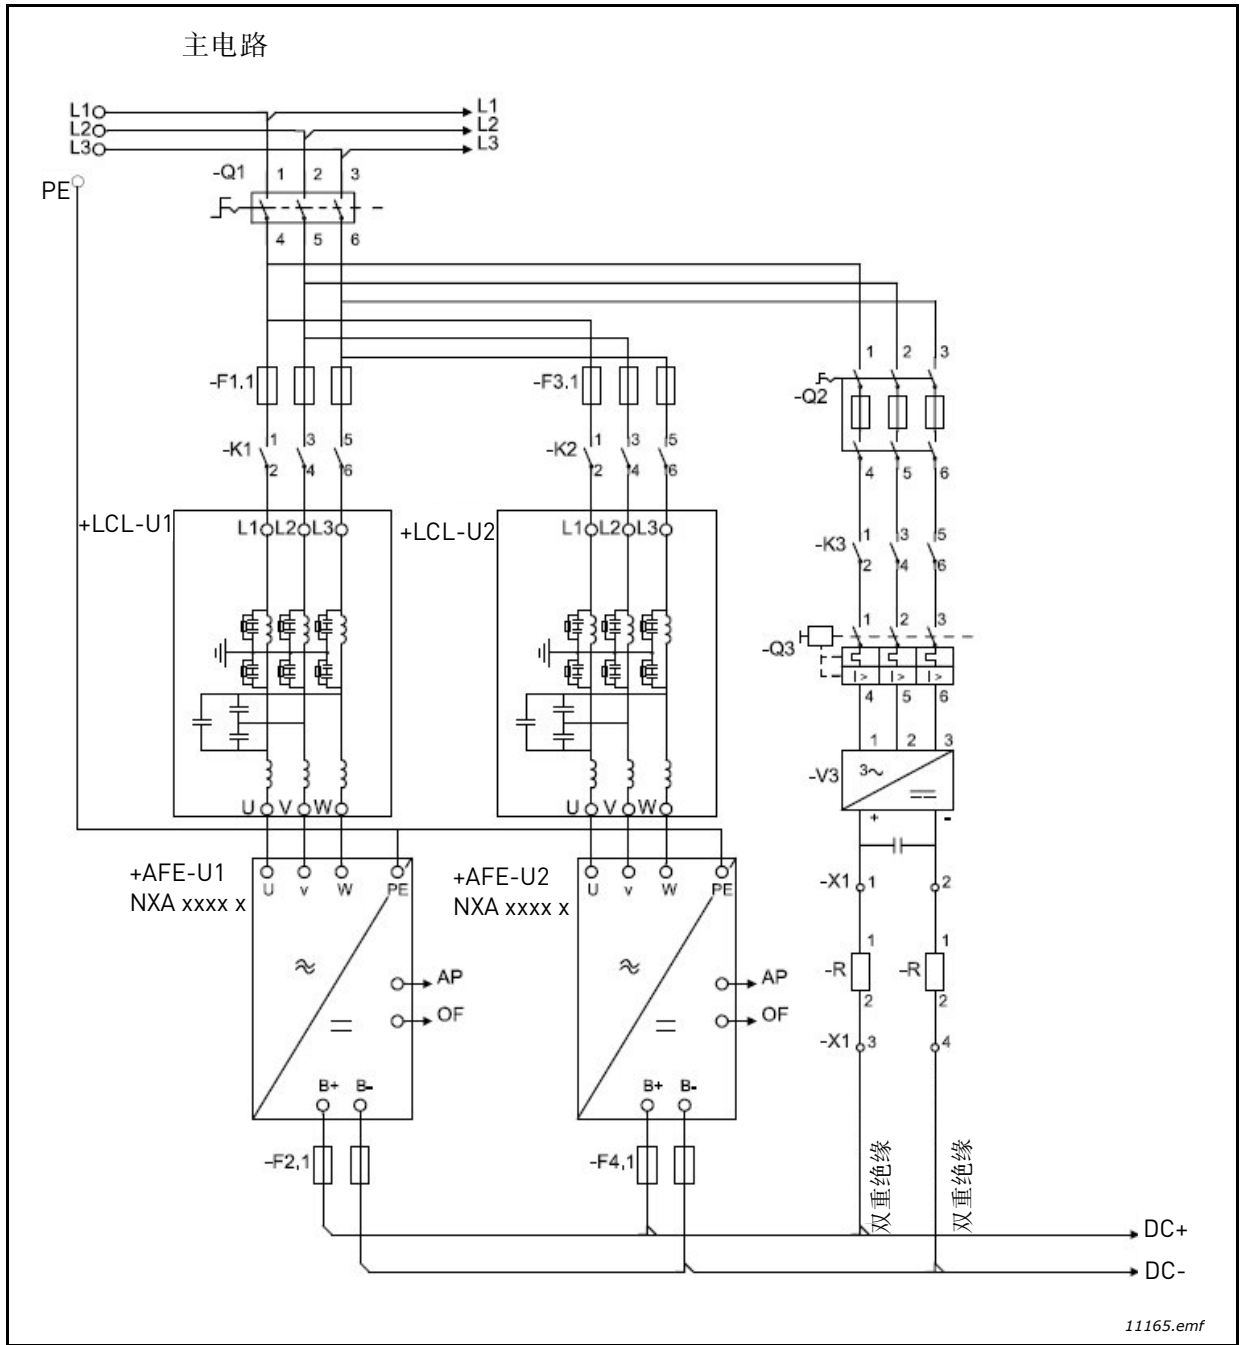 主电路
L1 L1
L2 L2
L3 L3
PE
-Q1 1 2 3
4 5 6
1 2 3
-Q2
-F1.1 -F3.1
4 5 6
-K1 1 3 5
2 4 6
-K2 1 3 5
2 4 6
-K3 1 3 5
2 4 6
+LCL-U1 L1 L2 L3
+LCL-U2 L1 L2 L3
-Q3 1 2 3
I> I> I>
4 5 6
1 2 3
-V3 3~
+ -
U V W
U V W
+AFE-U1
NXA xxxx x
U v W PE
+AFE-U2
NXA xxxx x
U v W PE
-X1 1 2
AP
OF
AP
OF
-R 1 2
-R 1 2
-X1 3 4
B+ B-
B+ B-
-F2,1
-F4,1
双重绝缘
双重绝缘
DC+
DC-
11165.emf